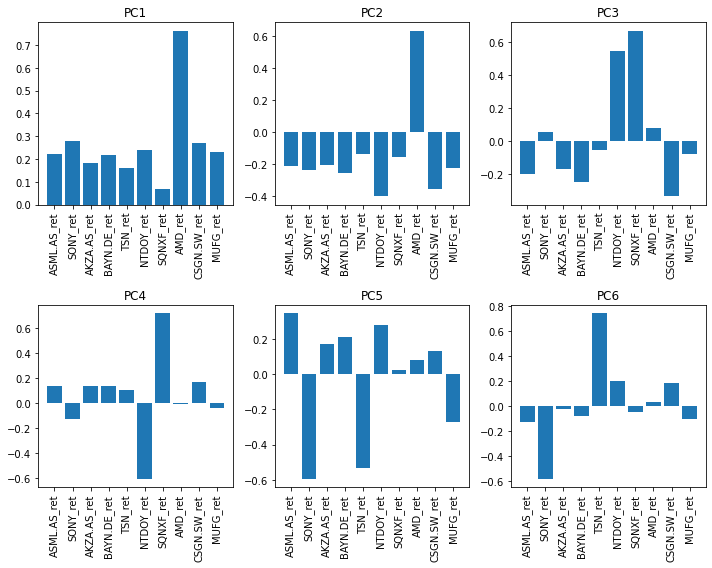 PC1
0.7
0.6
0.5
0.4
0.3
0.2
0.1
0.0
ASML.AS_ret
SONY_ret
AKZA.AS_ret
BAYN.DE_ret
TSN_ret
NTDOY_ret
SQNXF_ret
AMD_ret
CSGN.SW_ret
MUFG_ret
PC2
0.6
0.4
0.2
0.0
−0.2
−0.4
ASML.AS_ret
SONY_ret
AKZA.AS_ret
BAYN.DE_ret
TSN_ret
NTDOY_ret
SQNXF_ret
AMD_ret
CSGN.SW_ret
MUFG_ret
PC3
0.6
0.4
0.2
0.0
−0.2
ASML.AS_ret
SONY_ret
AKZA.AS_ret
BAYN.DE_ret
TSN_ret
NTDOY_ret
SQNXF_ret
AMD_ret
CSGN.SW_ret
MUFG_ret
PC4
0.6
0.4
0.2
0.0
−0.2
−0.4
−0.6
ASML.AS_ret
SONY_ret
AKZA.AS_ret
BAYN.DE_ret
TSN_ret
NTDOY_ret
SQNXF_ret
AMD_ret
CSGN.SW_ret
MUFG_ret
PC5
0.2
0.0
−0.2
−0.4
−0.6
ASML.AS_ret
SONY_ret
AKZA.AS_ret
BAYN.DE_ret
TSN_ret
NTDOY_ret
SQNXF_ret
AMD_ret
CSGN.SW_ret
MUFG_ret
PC6
0.8
0.6
0.4
0.2
0.0
−0.2
−0.4
−0.6
ASML.AS_ret
SONY_ret
AKZA.AS_ret
BAYN.DE_ret
TSN_ret
NTDOY_ret
SQNXF_ret
AMD_ret
CSGN.SW_ret
MUFG_ret